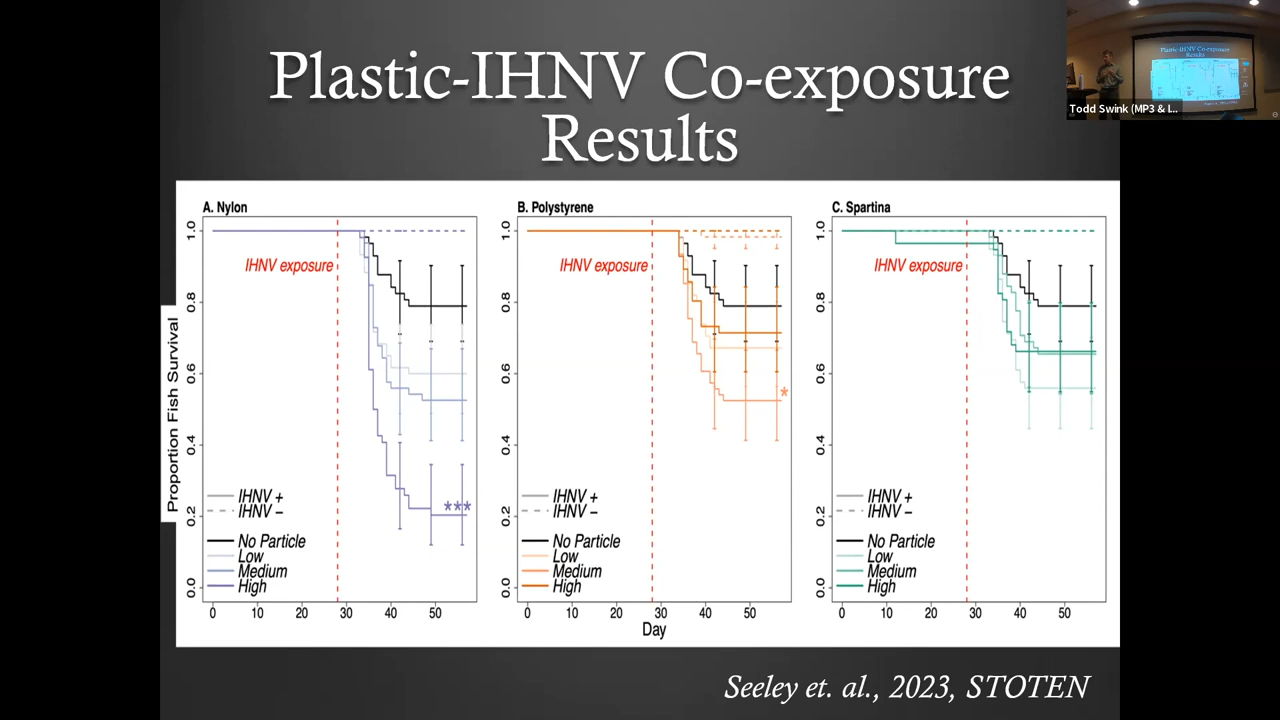 Plastic-IHNV Co-exposure
Results
Todd Swink (MP3 & I...
Plastic-IHNV Co-exposure
Results
Proportion Fish Survival
A. Nylon
1.0
0.8
0.6
0.4
0.2
0.0
IHNV exposure
***
IHNV +
IHNV –
No Particle
Low
Medium
High
0 10 20 30 40 50
B. Polystyrene
1.0
0.8
0.6
0.4
0.2
0.0
IHNV exposure
*
IHNV +
IHNV –
No Particle
Low
Medium
High
0 10 20 30 40 50
Day
C. Spartina
1.0
0.8
0.6
0.4
0.2
0.0
IHNV exposure
IHNV +
IHNV –
No Particle
Low
Medium
High
0 10 20 30 40 50
Seeley et. al., 2023, STOTEN